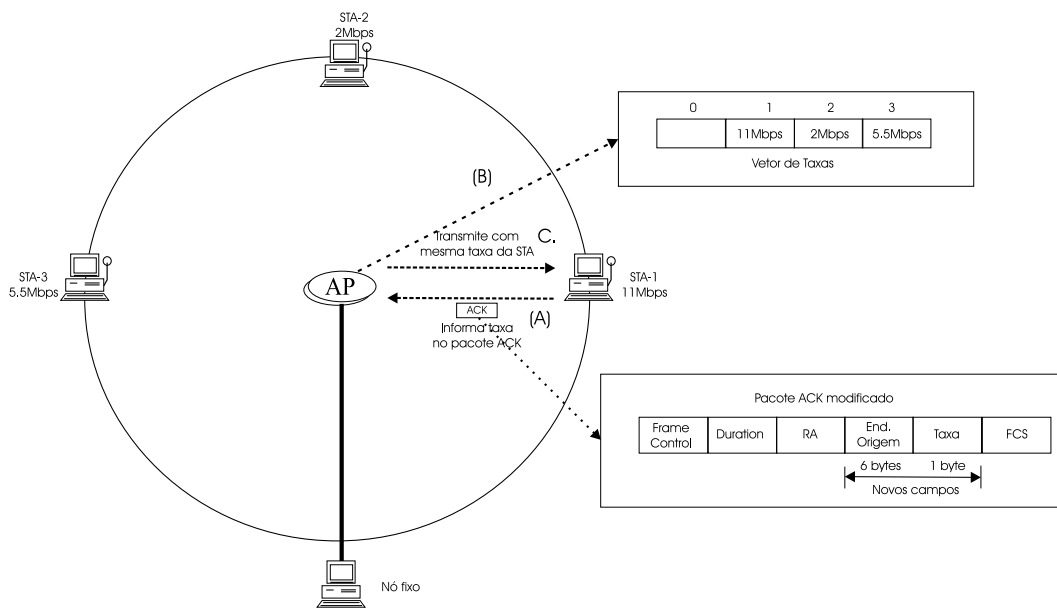 STA-2
2Mbps
0 1 2 3
11Mbps 2Mbps 5.5Mbps
Vetor de Taxas
(B)
Transmite com
mesma taxa da STA
C.
STA-3
5.5Mbps
AP
STA-1
11Mbps
ACK
(A)
Informa taxa
no pacote ACK
Pacote ACK modificado
Frame
Control
Duration
RA
End.
Origem
Taxa
FCS
6 bytes 1 byte
Novos campos
Nó fixo